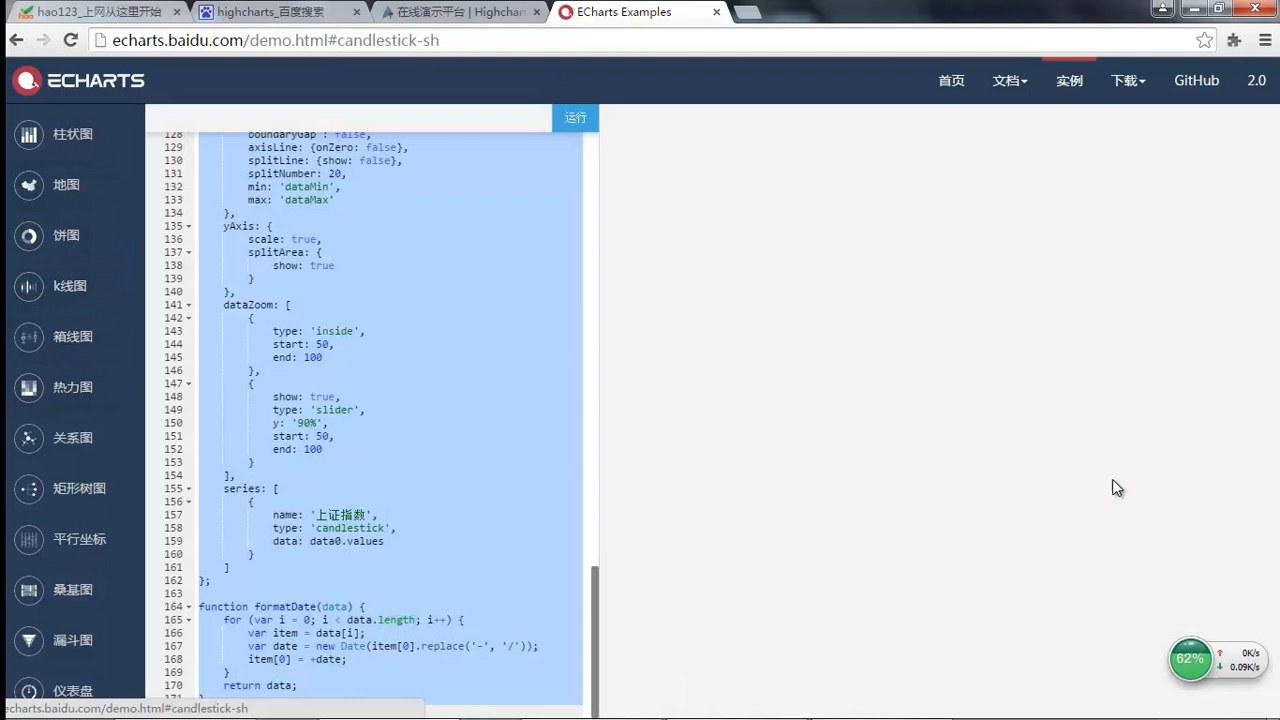 hao123_上网从这里开始
highcharts_百度搜索
在线演示平台 | Highchar
ECharts Examples
echarts.baidu.com/demo.html#candlestick-sh
ECHARTS
首页
文档
实例
下载
GitHub
2.0
运行
柱状图
地图
饼图
k线图
箱线图
热力图
关系图
矩形树图
平行坐标
桑基图
漏斗图
仪表盘
128 boundaryGap : false,
129 axisLine: {onZero: false},
130 splitLine: {show: false},
131 splitNumber: 20,
132 min: 'dataMin',
133 max: 'dataMax'
134 },
135 yAxis: {
136 scale: true,
137 splitArea: {
138 show: true
139 }
140 },
141 dataZoom: [
142 {
143 type: 'inside',
144 start: 50,
145 end: 100
146 },
147 {
148 show: true,
149 type: 'slider',
150 y: '90%',
151 start: 50,
152 end: 100
153 }
154 ],
155 series: [
156 {
157 name: '上证指数',
158 type: 'candlestick',
159 data: data0.values
160 }
161 ]
162 };
163
164 function formatDate(data) {
165 for (var i = 0; i < data.length; i++) {
166 var item = data[i];
167 var date = new Date(item[0].replace('-', '/'));
168 item[0] = +date;
169 }
170 return data;
171 }
echarts.baidu.com/demo.html#candlestick-sh
62%
0K/s
0.09K/s